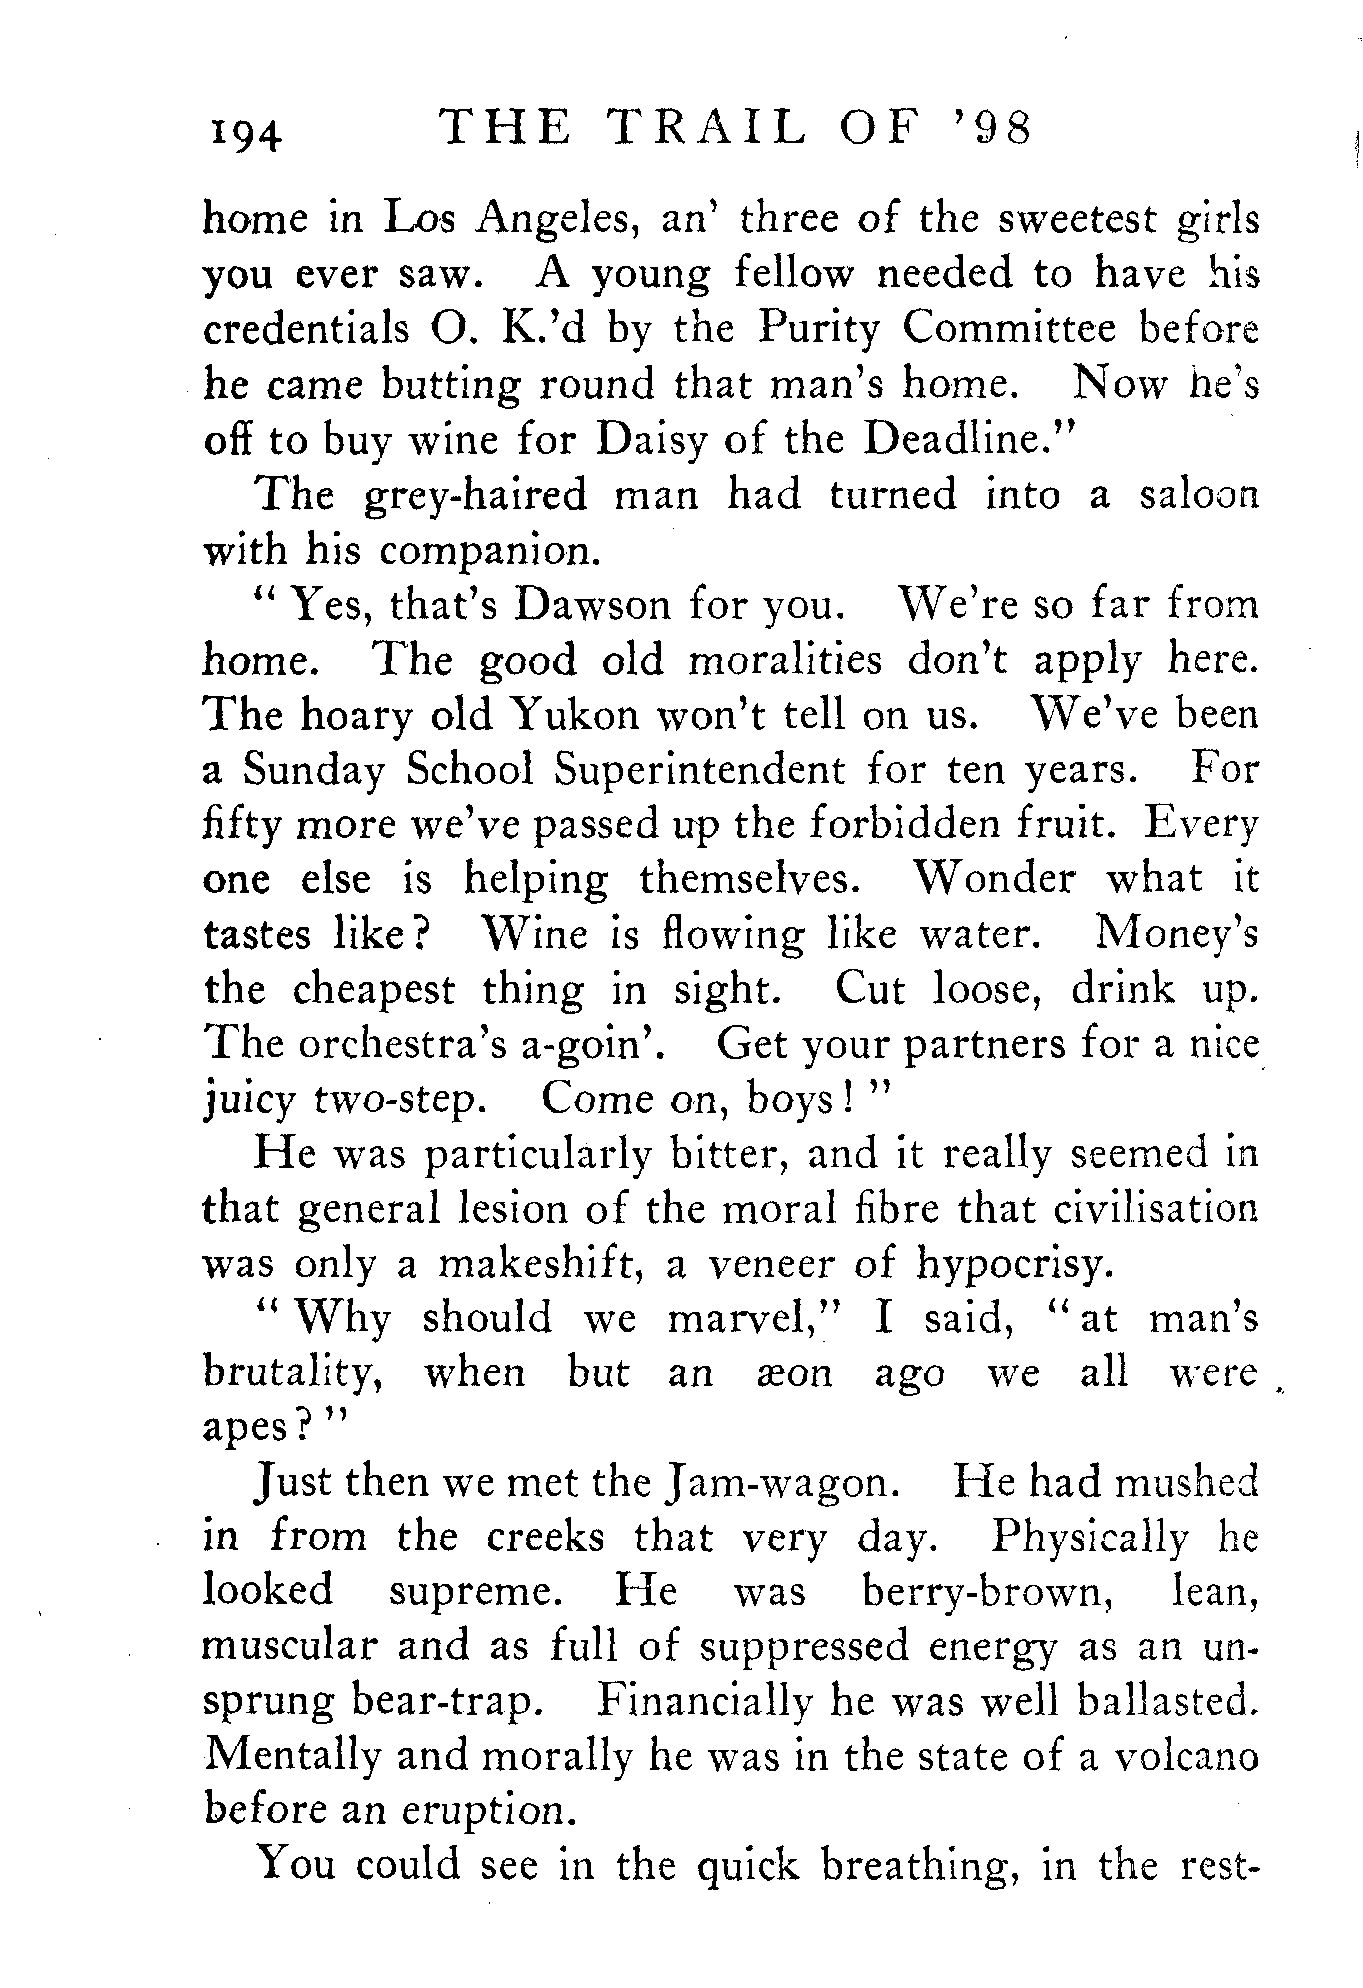 194 THE TRAIL OF ’98
home in Los Angeles, an’ three of the sweetest girls
you ever saw. A young fellow needed to have his
credentials O. K.’d by the Purity Committee before
he came butting round that man’s home. Now he’s
off to buy wine for Daisy of the Deadline.”
The grey-haired man had turned into a saloon
with his companion.
“ Yes, that’s Dawson for you. We’re so far from
home. The good old moralities don’t apply here.
The hoary old Yukon won’t tell on us. We’ve been
a Sunday School Superintendent for ten years. For
fifty more we’ve passed up the forbidden fruit. Every
one else is helping themselves. Wonder what it
tastes like? Wine is flowing like water. Money’s
the cheapest thing in sight. Cut loose, drink up.
The orchestra’s a-goin’. Get your partners for a nice
juicy two-step. Come on, boys! ”
He was particularly bitter, and it really seemed in
that general lesion of the moral fibre that civilisation
was only a makeshift, a veneer of hypocrisy.
“ Why should we marvel,” I said, “ at man’s
brutality, when but an æon ago we all were
apes? ”
Just then we met the Jam-wagon. He had mushed
in from the creeks that very day. Physically he
looked supreme. He was berry-brown, lean,
muscular and as full of suppressed energy as an un-
sprung bear-trap. Financially he was well ballasted.
Mentally and morally he was in the state of a volcano
before an eruption.
You could see in the quick breathing, in the rest-